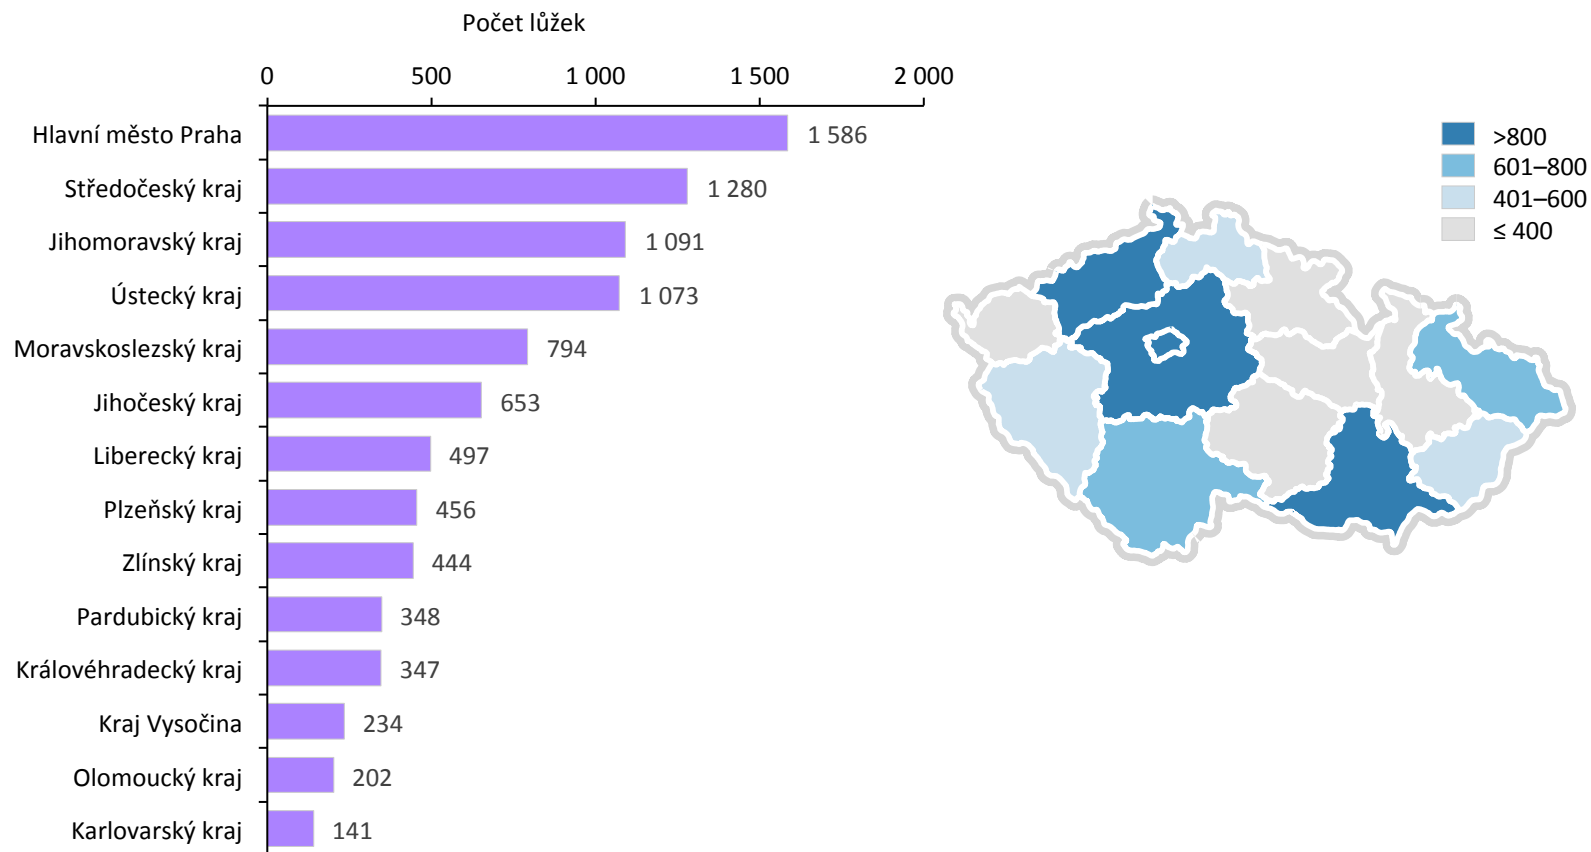 Počet lůžek
0 500 1 000 1 500 2 000
Hlavní město Praha 1 586
Středočeský kraj 1 280
Jihomoravský kraj 1 091
Ústecký kraj 1 073
Moravskoslezský kraj 794
Jihočeský kraj 653
Liberecký kraj 497
Plzeňský kraj 456
Zlínský kraj 444
Pardubický kraj 348
Královéhradecký kraj 347
Kraj Vysočina 234
Olomoucký kraj 202
Karlovarský kraj 141
>800
601–800
401–600
≤ 400